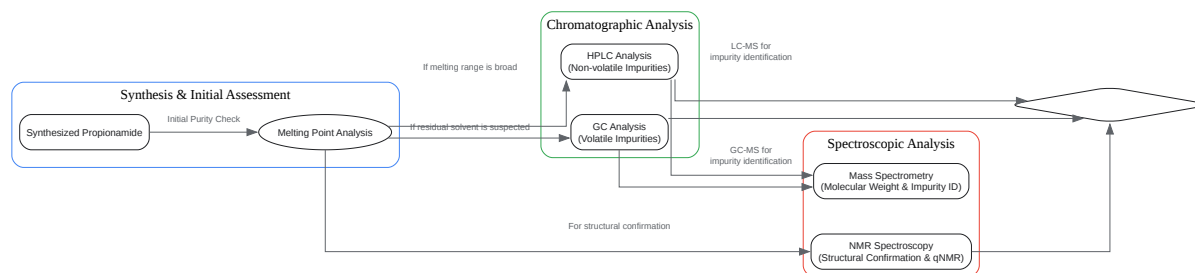 Synthesis & Initial Assessment
Synthesized Propionamide
Initial Purity Check
Melting Point Analysis
If melting range is broad
If residual solvent is suspected
Chromatographic Analysis
HPLC Analysis
(Non-volatile Impurities)
GC Analysis
(Volatile Impurities)
LC-MS for
impurity identification
GC-MS for
impurity identification
For structural confirmation
Spectroscopic Analysis
Mass Spectrometry
(Molecular Weight & Impurity ID)
NMR Spectroscopy
(Structural Confirmation & qNMR)